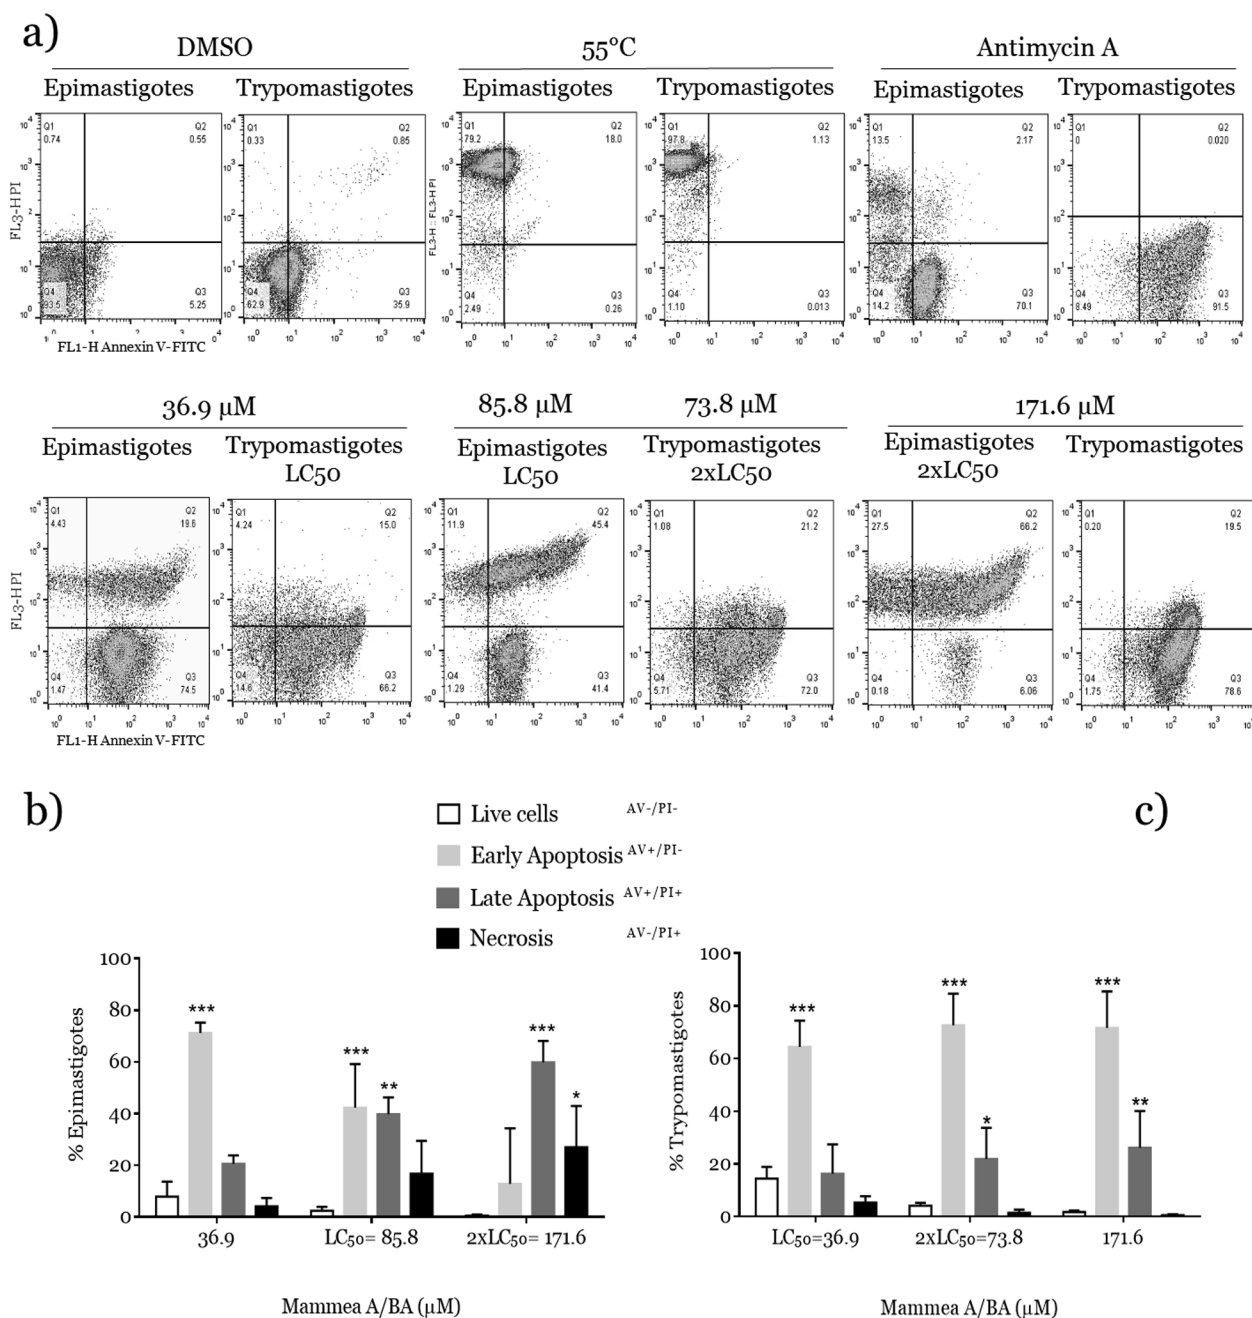 a)
DMSO
55°C
Antimycin A
Epimastigotes
Trypomastigotes
Epimastigotes
Trypomastigotes
Epimastigotes
Trypomastigotes
Q1
0.74
Q2
0.55
Q4
93.5
Q3
5.25
Q1
0.33
Q2
0.85
Q4
62.9
Q3
35.9
Q1
79.2
Q2
18.0
Q4
2.49
Q3
0.26
Q1
97.8
Q2
1.13
Q4
1.10
Q3
0.013
Q1
13.5
Q2
2.17
Q4
14.2
Q3
70.1
Q1
0
Q2
0.020
Q4
8.49
Q3
91.5
FL3-H PI
FL3-H :: FL3-H PI
FL1-H Annexin V-FITC
36.9 µM
85.8 µM
73.8 µM
171.6 µM
Epimastigotes
Trypomastigotes
LC50
Epimastigotes
LC50
Trypomastigotes
2xLC50
Epimastigotes
2xLC50
Trypomastigotes
Q1
4.43
Q2
19.6
Q4
1.47
Q3
74.5
Q1
4.24
Q2
15.0
Q4
14.6
Q3
66.2
Q1
11.9
Q2
45.4
Q4
1.29
Q3
41.4
Q1
1.08
Q2
21.2
Q4
5.71
Q3
72.0
Q1
27.5
Q2
66.2
Q4
0.18
Q3
6.06
Q1
0.20
Q2
19.5
Q4
1.75
Q3
78.6
FL3-H PI
FL1-H Annexin V-FITC
b)
Live cells AV-/PI-
Early Apoptosis AV+/PI-
Late Apoptosis AV+/PI+
Necrosis AV-/PI+
c)
% Epimastigotes
100
80
60
40
20
0
***
***
**
***
*
36.9
LC50= 85.8
2xLC50= 171.6
Mammea A/BA (µM)
% Trypomastigotes
100
80
60
40
20
0
***
***
*
***
**
LC50=36.9
2xLC50=73.8
171.6
Mammea A/BA (µM)